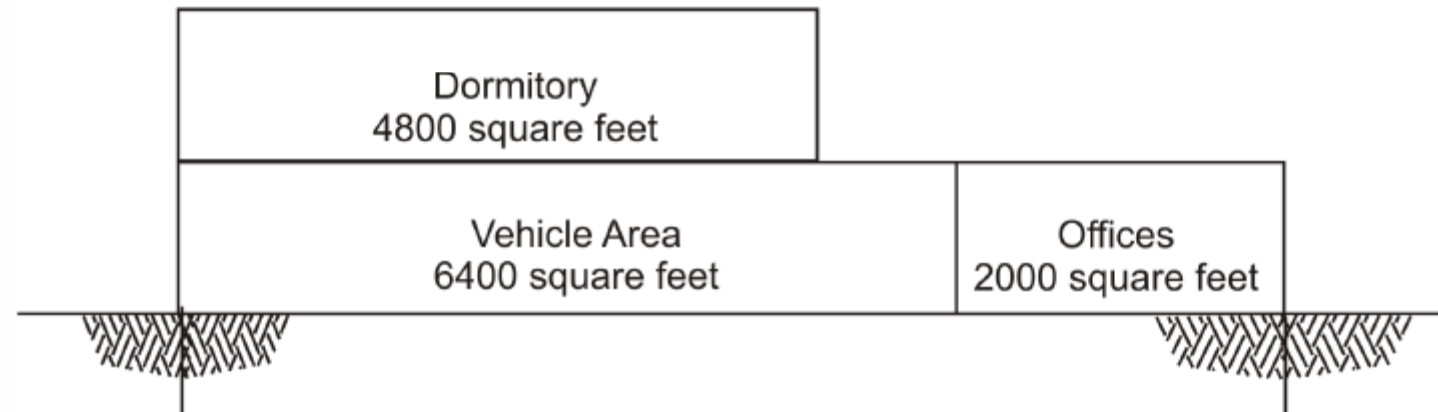 Dormitory
4800 square feet
Vehicle Area
6400 square feet
Offices
2000 square feet